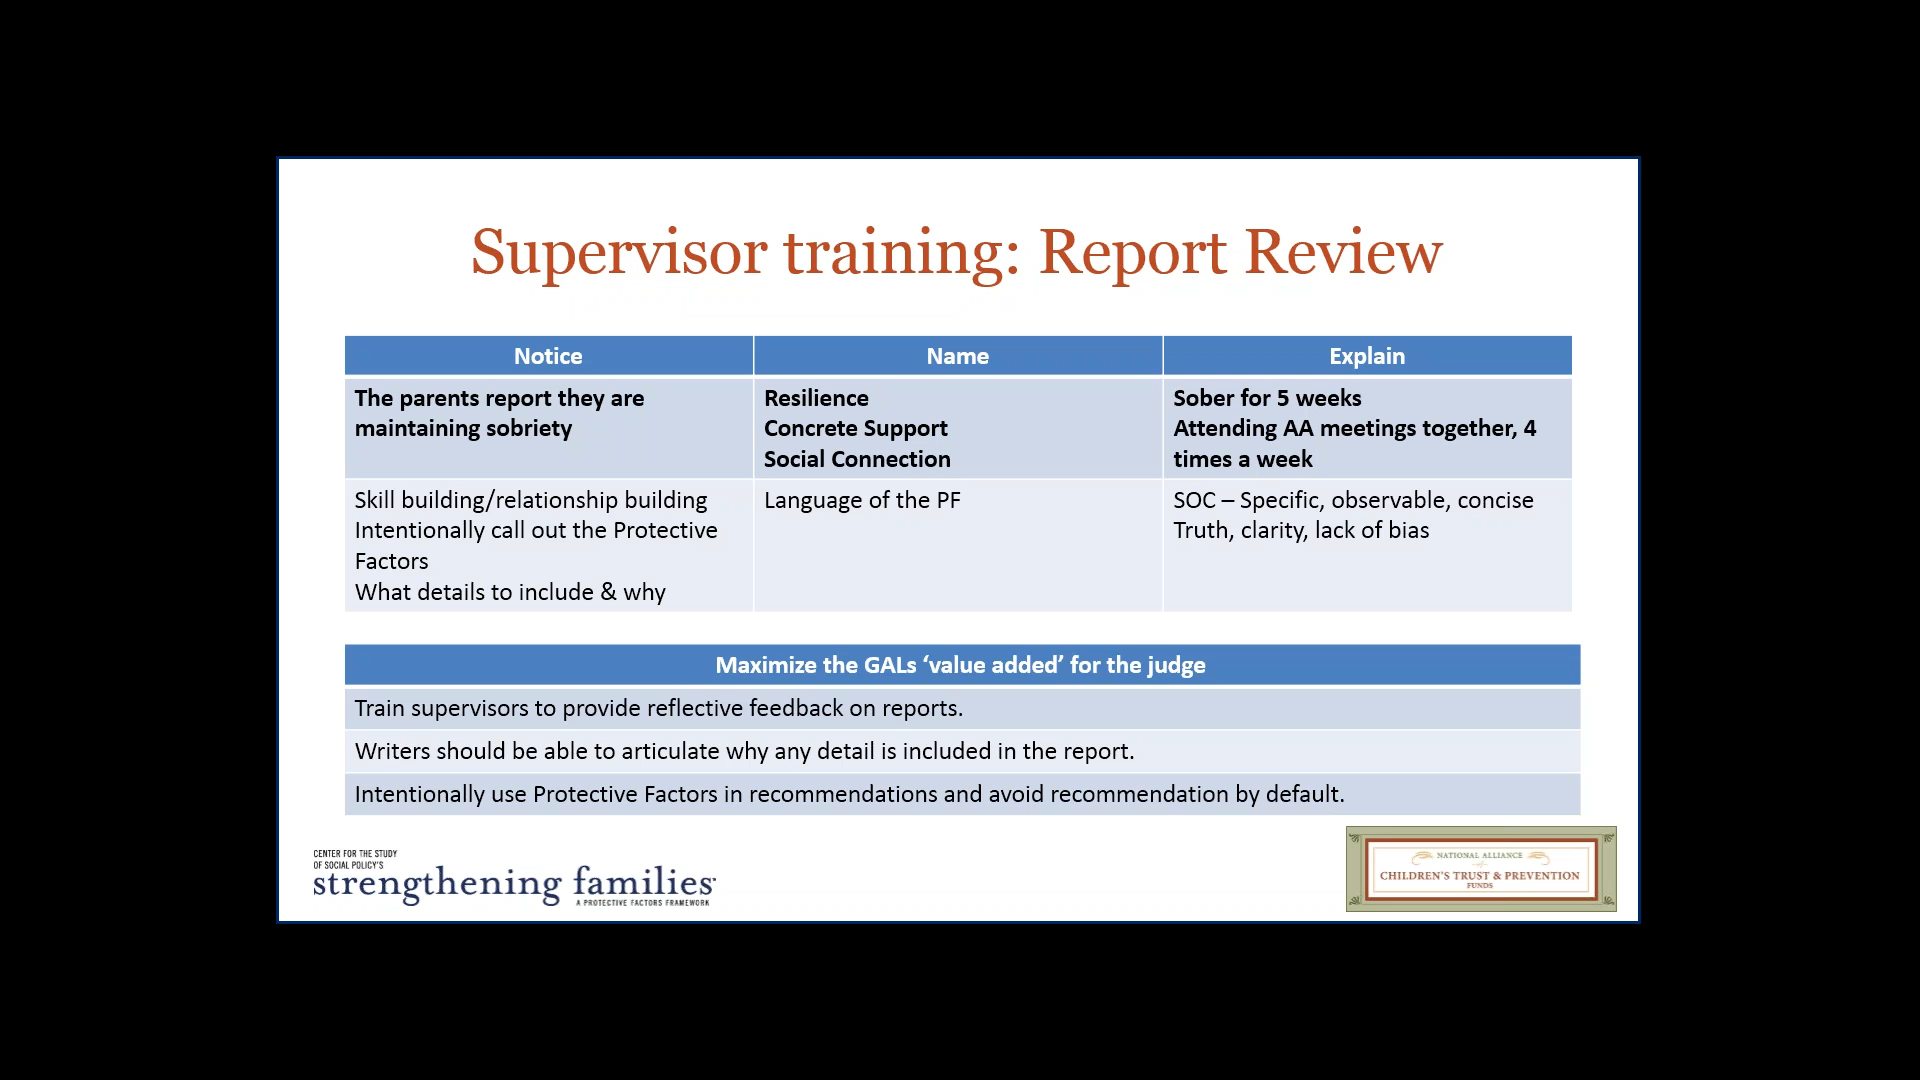 Supervisor training: Report Review
Notice
Name
Explain
The parents report they are
maintaining sobriety
Resilience
Concrete Support
Social Connection
Sober for 5 weeks
Attending AA meetings together, 4
times a week
Skill building/relationship building
Intentionally call out the Protective
Factors
What details to include & why
Language of the PF
SOC – Specific, observable, concise
Truth, clarity, lack of bias
Maximize the GALs ‘value added’ for the judge
Train supervisors to provide reflective feedback on reports.
Writers should be able to articulate why any detail is included in the report.
Intentionally use Protective Factors in recommendations and avoid recommendation by default.
CENTER FOR THE STUDY
OF SOCIAL POLICY'S
strengthening families
A PROTECTIVE FACTORS FRAMEWORK
NATIONAL ALLIANCE
of
CHILDREN'S TRUST & PREVENTION
FUNDS